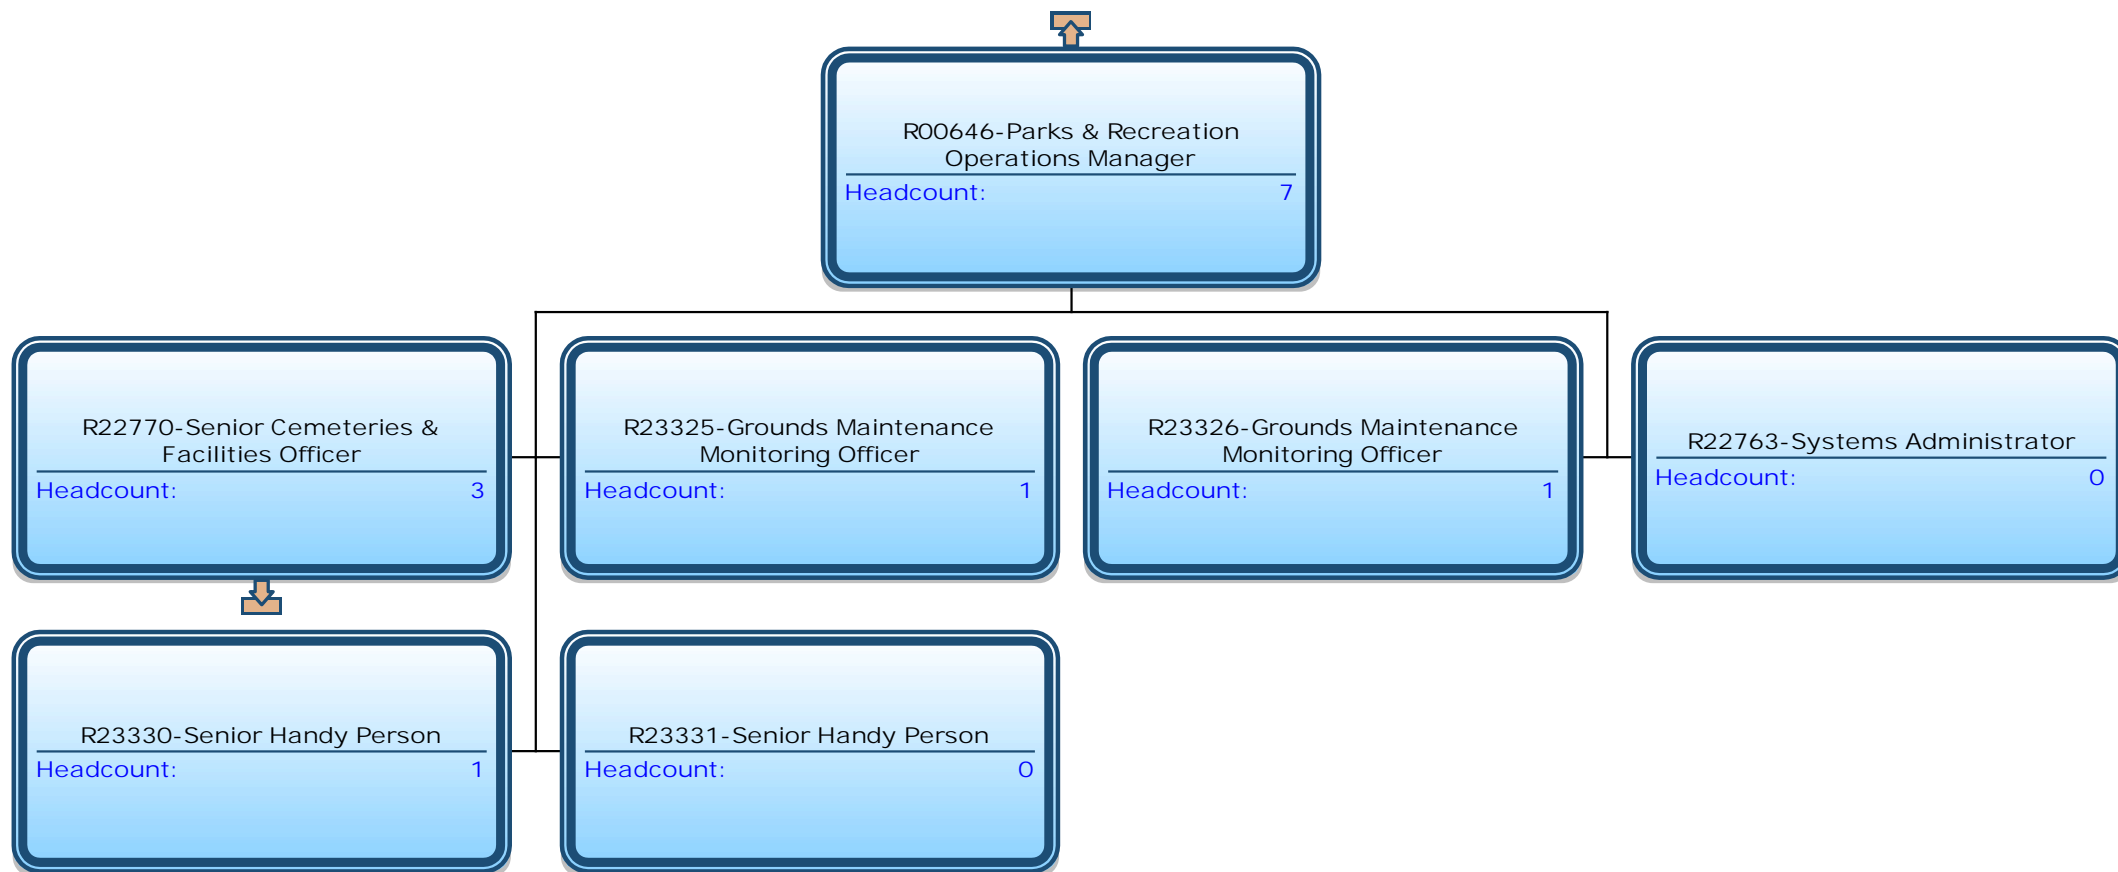 R00646-Parks & Recreation
Operations Manager
Headcount: 7
R22770-Senior Cemeteries &
Facilities Officer
Headcount: 3
R23325-Grounds Maintenance
Monitoring Officer
Headcount: 1
R23326-Grounds Maintenance
Monitoring Officer
Headcount: 1
R22763-Systems Administrator
Headcount: 0
R23330-Senior Handy Person
Headcount: 1
R23331-Senior Handy Person
Headcount: 0